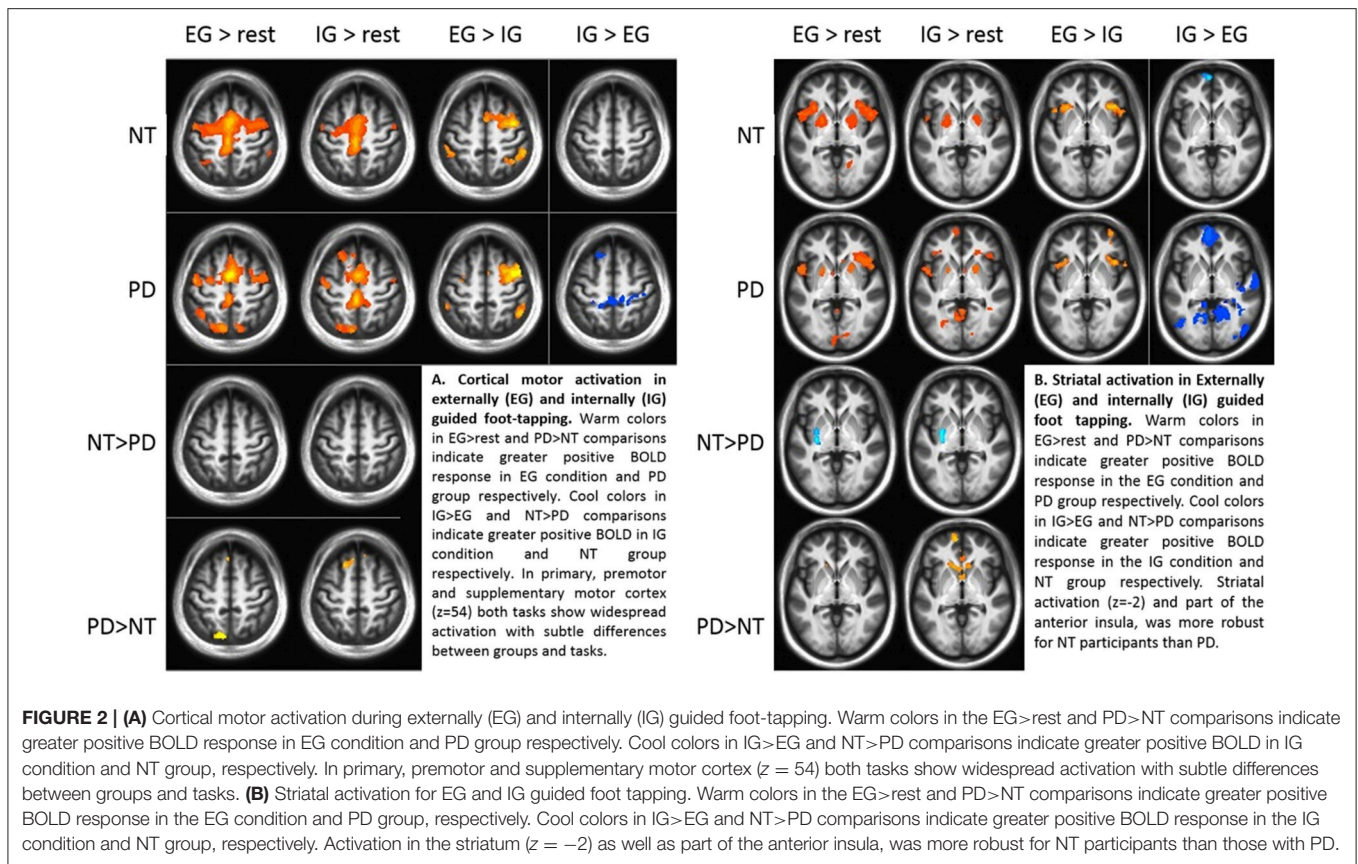 EG > rest IG > rest EG > IG IG > EG
NT
PD
NT>PD
PD>NT
A. Cortical motor activation in
externally (EG) and internally (IG)
guided foot-tapping. Warm colors
in EG>rest and PD>NT comparisons
indicate greater positive BOLD
response in EG condition and PD
group respectively. Cool colors in
IG>EG and NT>PD comparisons
indicate greater positive BOLD in IG
condition and NT group
respectively. In primary, premotor
and supplementary motor cortex
(z=54) both tasks show widespread
activation with subtle differences
between groups and tasks.
EG > rest IG > rest EG > IG IG > EG
NT
PD
NT>PD
PD>NT
B. Striatal activation in Externally
(EG) and internally (IG) guided
foot tapping. Warm colors in
EG>rest and PD>NT comparisons
indicate greater positive BOLD
response in the EG condition and
PD group respectively. Cool colors
in IG>EG and NT>PD comparisons
indicate greater positive BOLD
response in the IG condition and
NT group respectively. Striatal
activation (z=-2) and part of the
anterior insula, was more robust
for NT participants than PD.
FIGURE 2 | (A) Cortical motor activation during externally (EG) and internally (IG) guided foot-tapping. Warm colors in the EG>rest and PD>NT comparisons indicate
greater positive BOLD response in EG condition and PD group respectively. Cool colors in IG>EG and NT>PD comparisons indicate greater positive BOLD in IG
condition and NT group, respectively. In primary, premotor and supplementary motor cortex (z = 54) both tasks show widespread activation with subtle differences
between groups and tasks. (B) Striatal activation for EG and IG guided foot tapping. Warm colors in the EG>rest and PD>NT comparisons indicate greater positive
BOLD response in the EG condition and PD group, respectively. Cool colors in IG>EG and NT>PD comparisons indicate greater positive BOLD response in the IG
condition and NT group, respectively. Activation in the striatum (z = −2) as well as part of the anterior insula, was more robust for NT participants than those with PD.